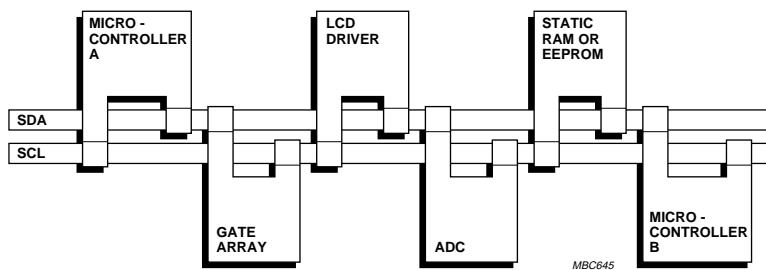 MICRO -
CONTROLLER
A
LCD
DRIVER
STATIC
RAM OR
EEPROM
SDA
SCL
GATE
ARRAY
ADC
MICRO -
CONTROLLER
B
MBC645